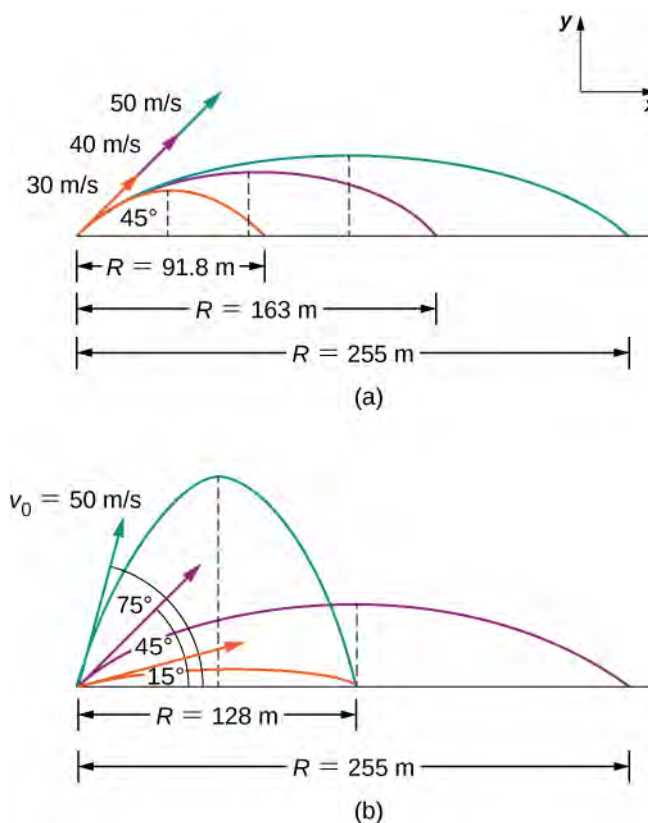 y
x
50 m/s
40 m/s
30 m/s
45°
R = 91.8 m
R = 163 m
R = 255 m
(a)
v0 = 50 m/s
75°
45°
15°
R = 128 m
R = 255 m
(b)